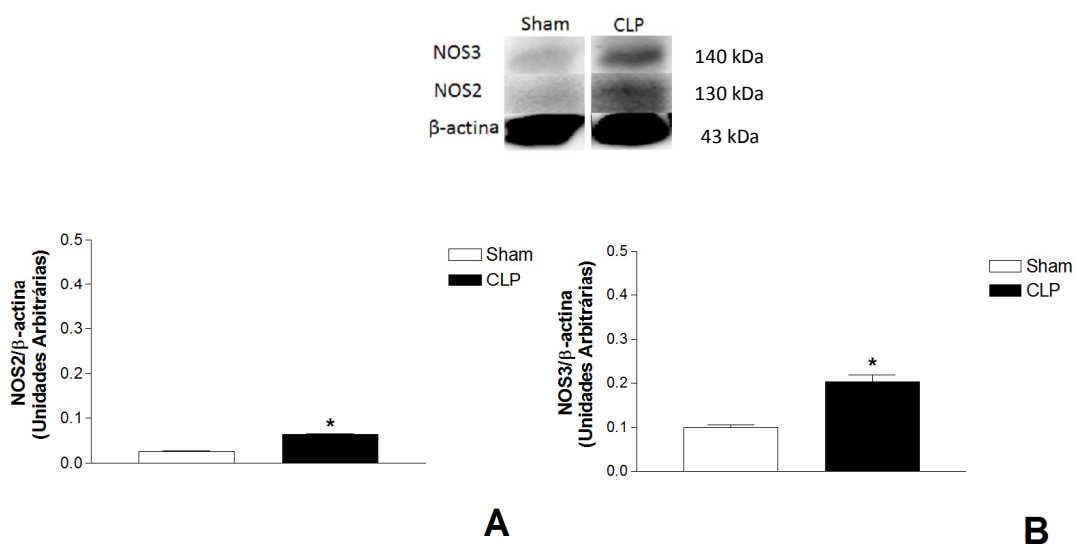 Sham CLP
NOS3 140 kDa
NOS2 130 kDa
β-actina 43 kDa
NOS2/β-actina
(Unidades Arbitrárias)
0.5
0.4
0.3
0.2
0.1
0.0
*
Sham
CLP
A
NOS3/β-actina
(Unidades Arbitrárias)
0.5
0.4
0.3
0.2
0.1
0.0
*
Sham
CLP
B